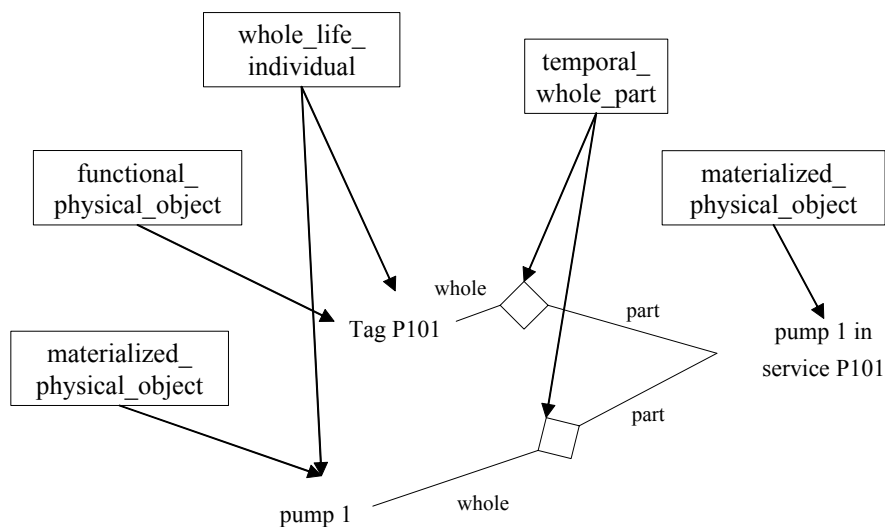 whole_life_
individual
temporal_
whole_part
functional_
physical_object
materialized_
physical_object
whole
part
Tag P101
pump 1 in
service P101
materialized_
physical_object
part
whole
pump 1